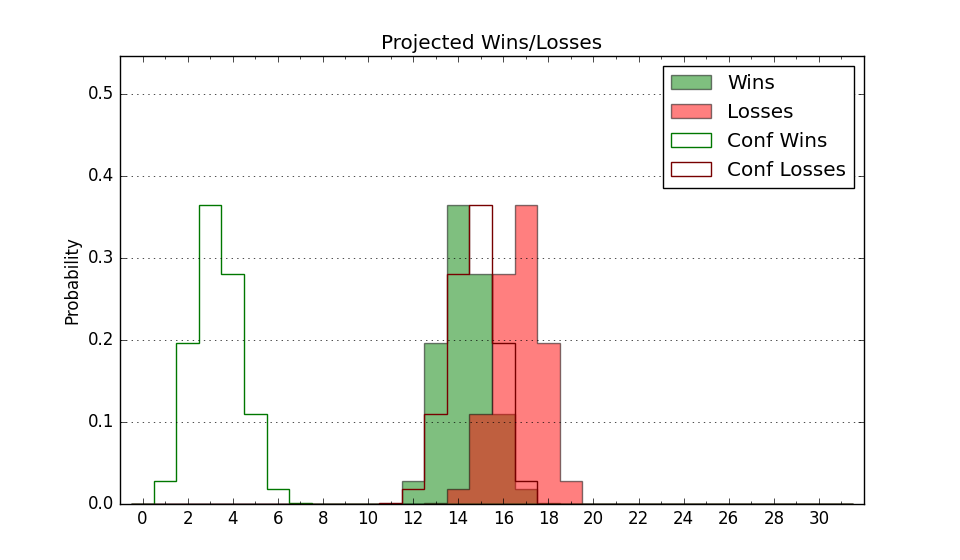 Projected Wins/Losses
Wins
Losses
Conf Wins
Conf Losses
Probability
0.5
0.4
0.3
0.2
0.1
0.0
0 2 4 6 8 10 12 14 16 18 20 22 24 26 28 30